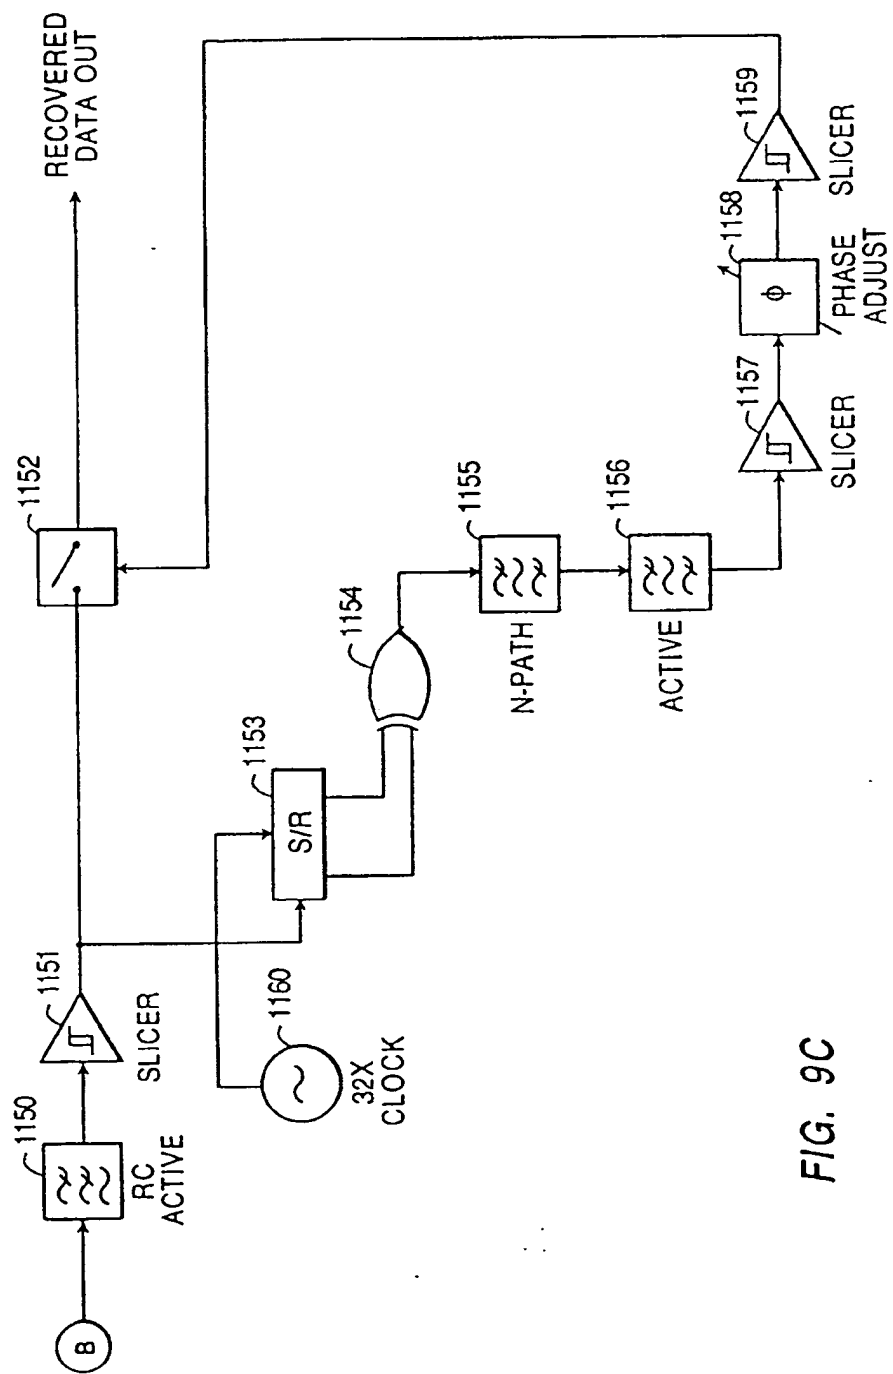 B
1150
RC
ACTIVE
1151
SLICER
1152
RECOVERED
DATA OUT
1160
32X
CLOCK
1153
S/R
1154
1155
N-PATH
1156
ACTIVE
1157
SLICER
1158
ϕ
PHASE
ADJUST
1159
SLICER
FIG. 9C